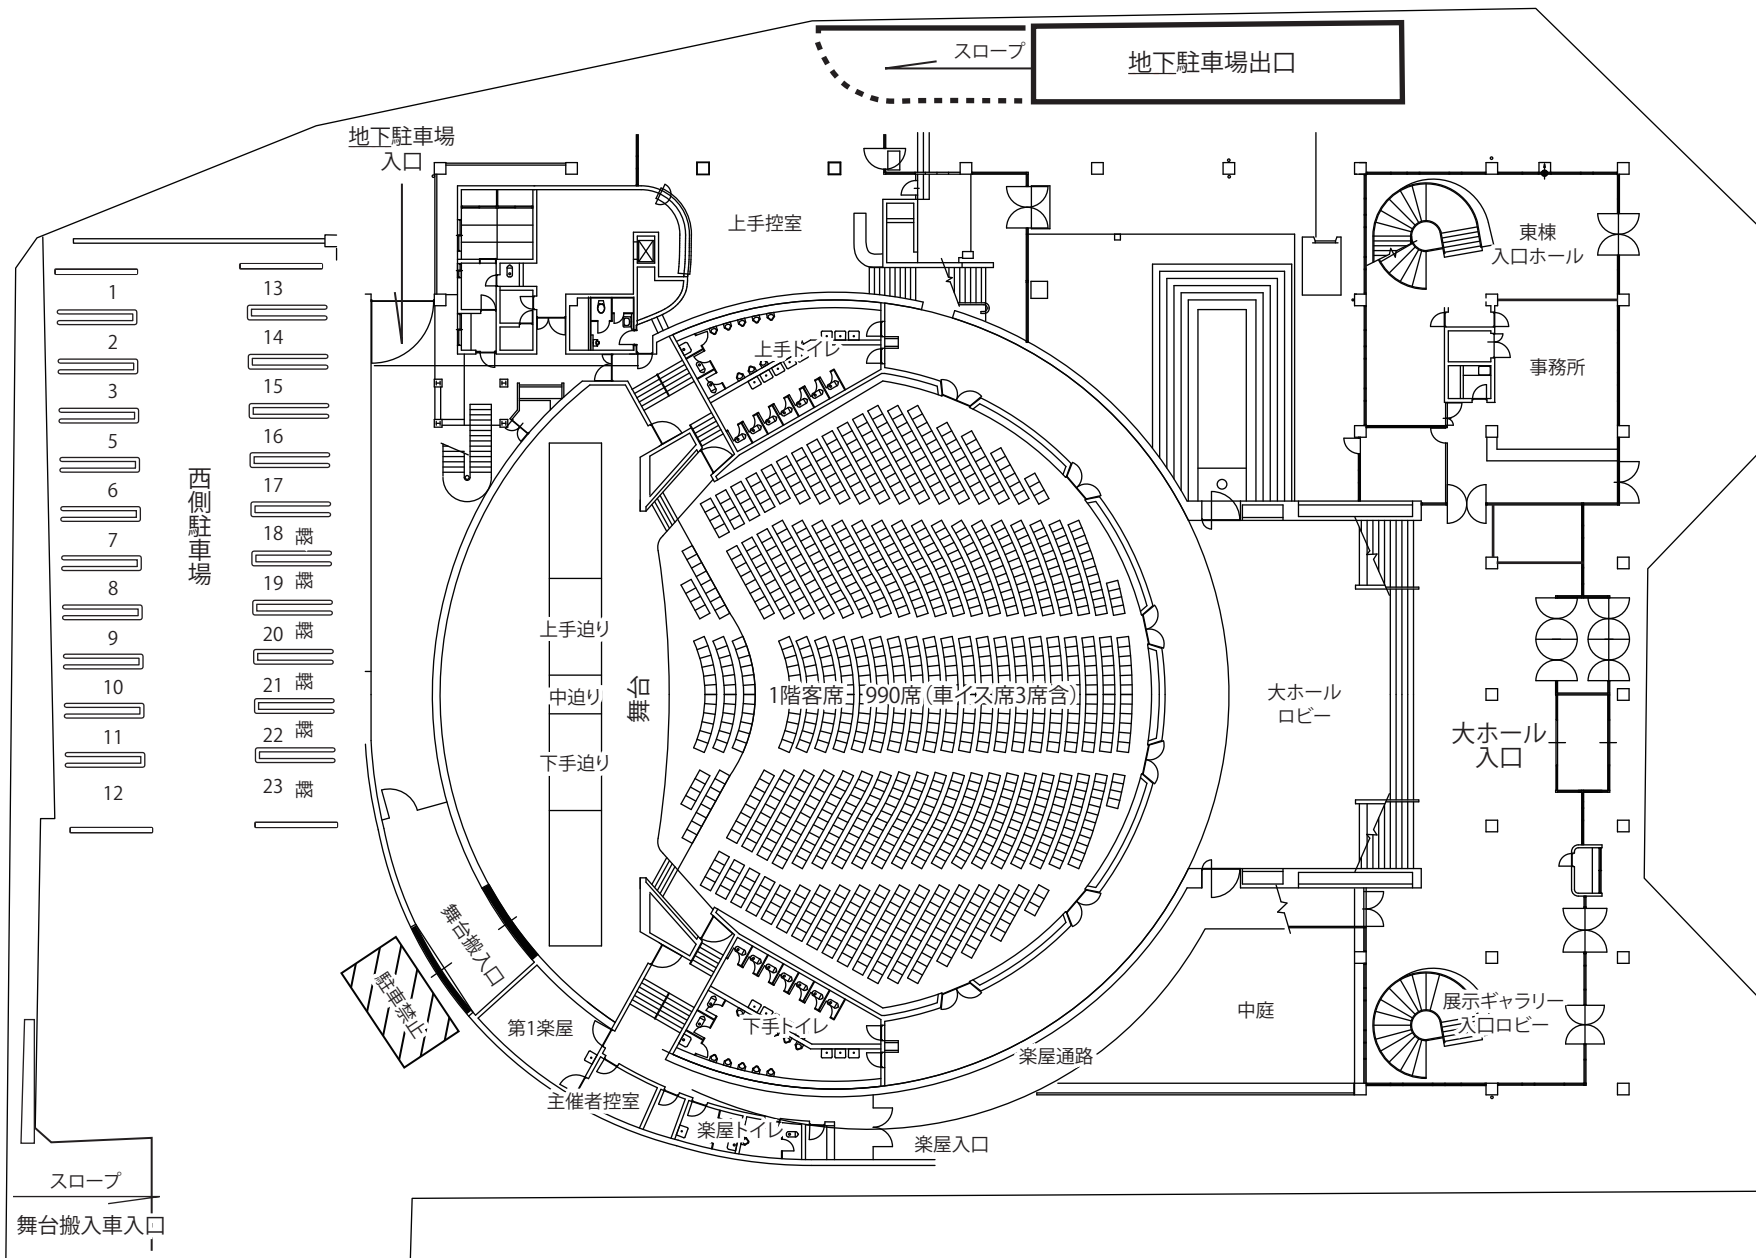 スロープ
地下駐車場出口
地下駐車場
入口
上手控室
東棟
入口ホール
事務所
上手トイレ
西側駐車場
1
2
3
5
6
7
8
9
10
11
12
13
14
15
16
17
18 軽
19 軽
20 軽
21 軽
22 軽
23 軽
上手迫り
中迫り
下手迫り
舞台
1階客席=990席(車イス席3席含)
大ホール
ロビー
大ホール
入口
舞台搬入口
駐車禁止
第1楽屋
主催者控室
下手トイレ
楽屋トイレ
楽屋通路
楽屋入口
中庭
展示ギャラリー
入口ロビー
スロープ
舞台搬入車入口